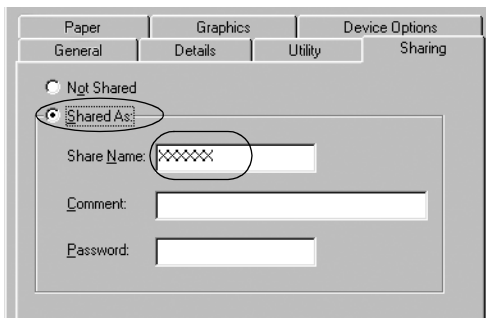 Paper Graphics Device Options
General Details Utility Sharing
Not Shared
Shared As:
Share Name: XXXXXX
Comment:
Password: